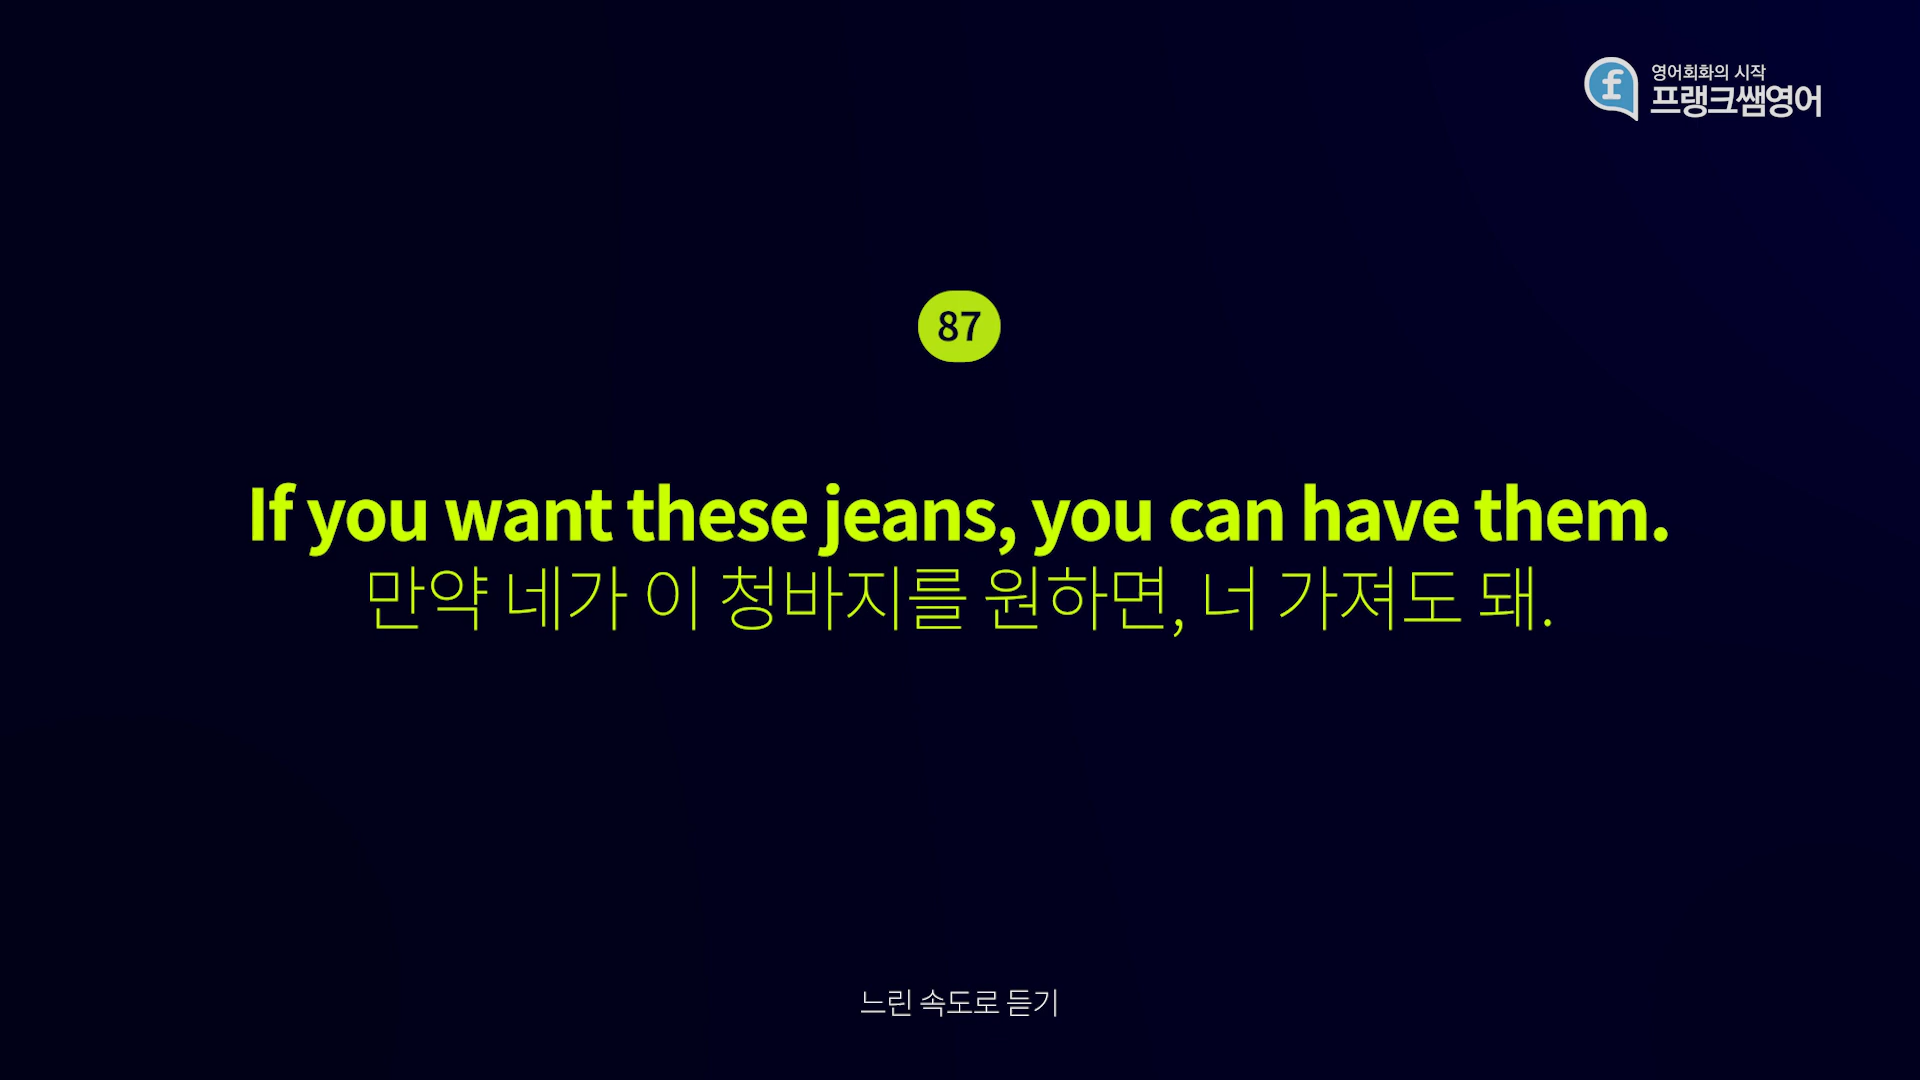 영어회화의 시작
프랭크쌤영어
87
If you want these jeans, you can have them.
만약 네가 이 청바지를 원하면, 너 가져도 돼.
느린 속도로 듣기